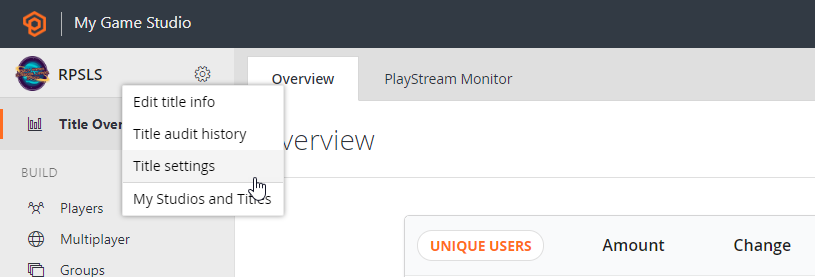 My Game Studio
RPSLS
Overview
PlayStream Monitor
Title Over
Edit title info
Title audit history
Title settings
My Studios and Titles
verview
BUILD
Players
Multiplayer
Groups
UNIQUE USERS
Amount
Change